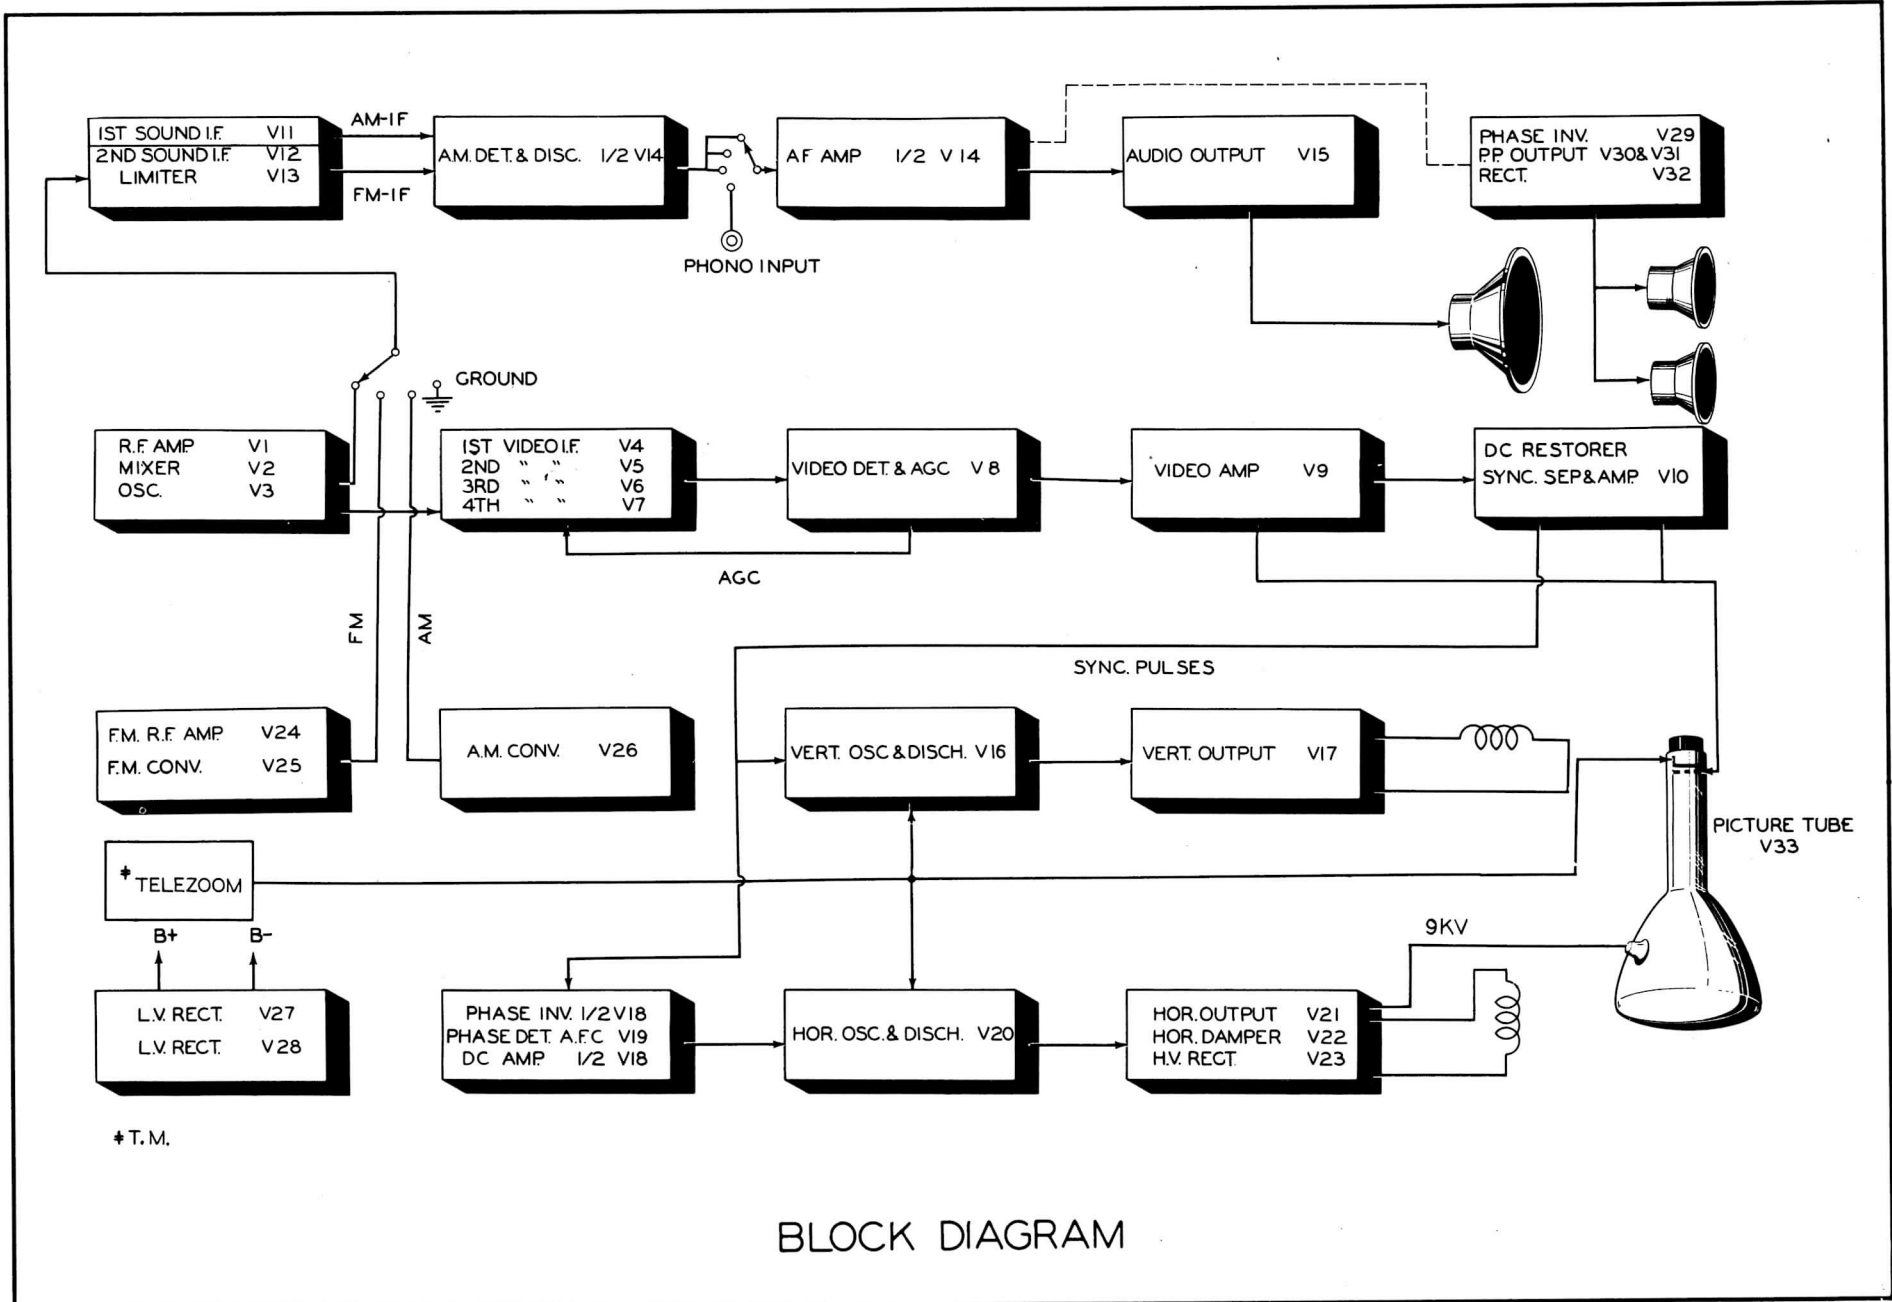 1ST SOUND I.F. V11
2ND SOUND I.F. V12
LIMITER V13
AM-IF
FM-IF
A.M. DET. & DISC. 1/2 V14
PHONO INPUT
AF AMP 1/2 V14
AUDIO OUTPUT V15
PHASE INV. V29
P.P. OUTPUT V30&V31
RECT. V32
GROUND
R.F. AMP. V1
MIXER V2
OSC. V3
1ST VIDEO I.F. V4
2ND " " V5
3RD " " V6
4TH " " V7
VIDEO DET. & AGC V8
VIDEO AMP V9
DC RESTORER
SYNC. SEP & AMP. V10
AGC
FM
AM
SYNC. PULSES
F.M. R.F. AMP. V24
F.M. CONV. V25
A.M. CONV. V26
VERT. OSC & DISCH. V16
VERT. OUTPUT V17
PICTURE TUBE
V33
‡ TELEZOOM
B+ B-
9KV
L.V. RECT. V27
L.V. RECT. V28
PHASE INV. 1/2 V18
PHASE DET. A.F.C V19
DC AMP. 1/2 V18
HOR. OSC. & DISCH. V20
HOR. OUTPUT V21
HOR. DAMPER V22
H.V. RECT. V23
‡ T.M.
BLOCK DIAGRAM